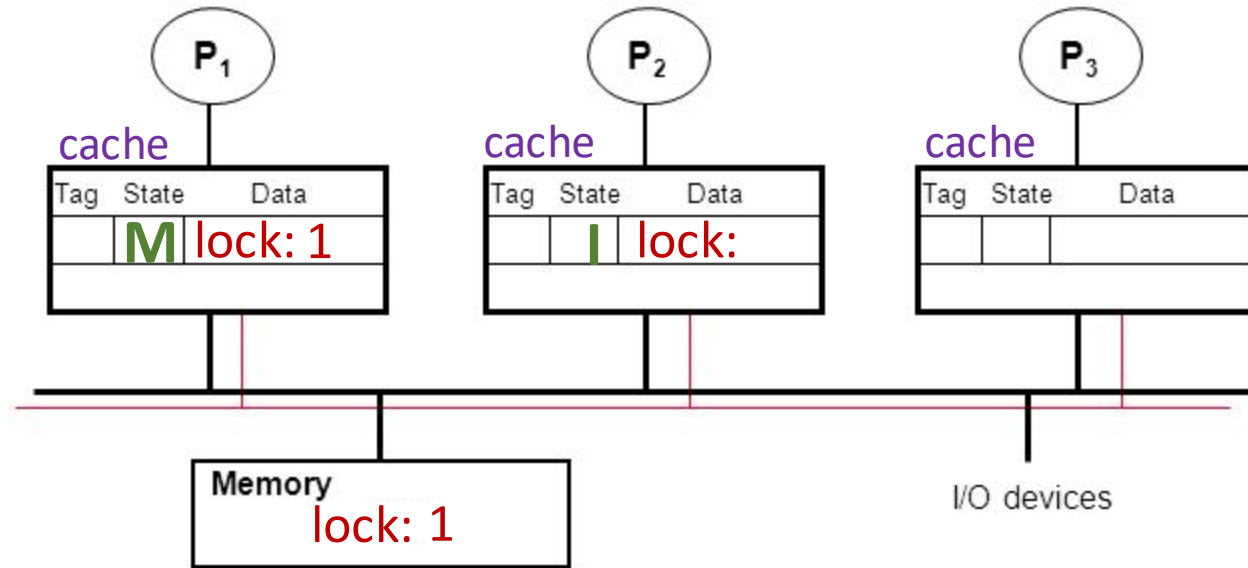 P₁ P₂ P₃
cache cache cache
Tag State Data Tag State Data Tag State Data
M lock: 1 I lock:
Memory
lock: 1
I/O devices